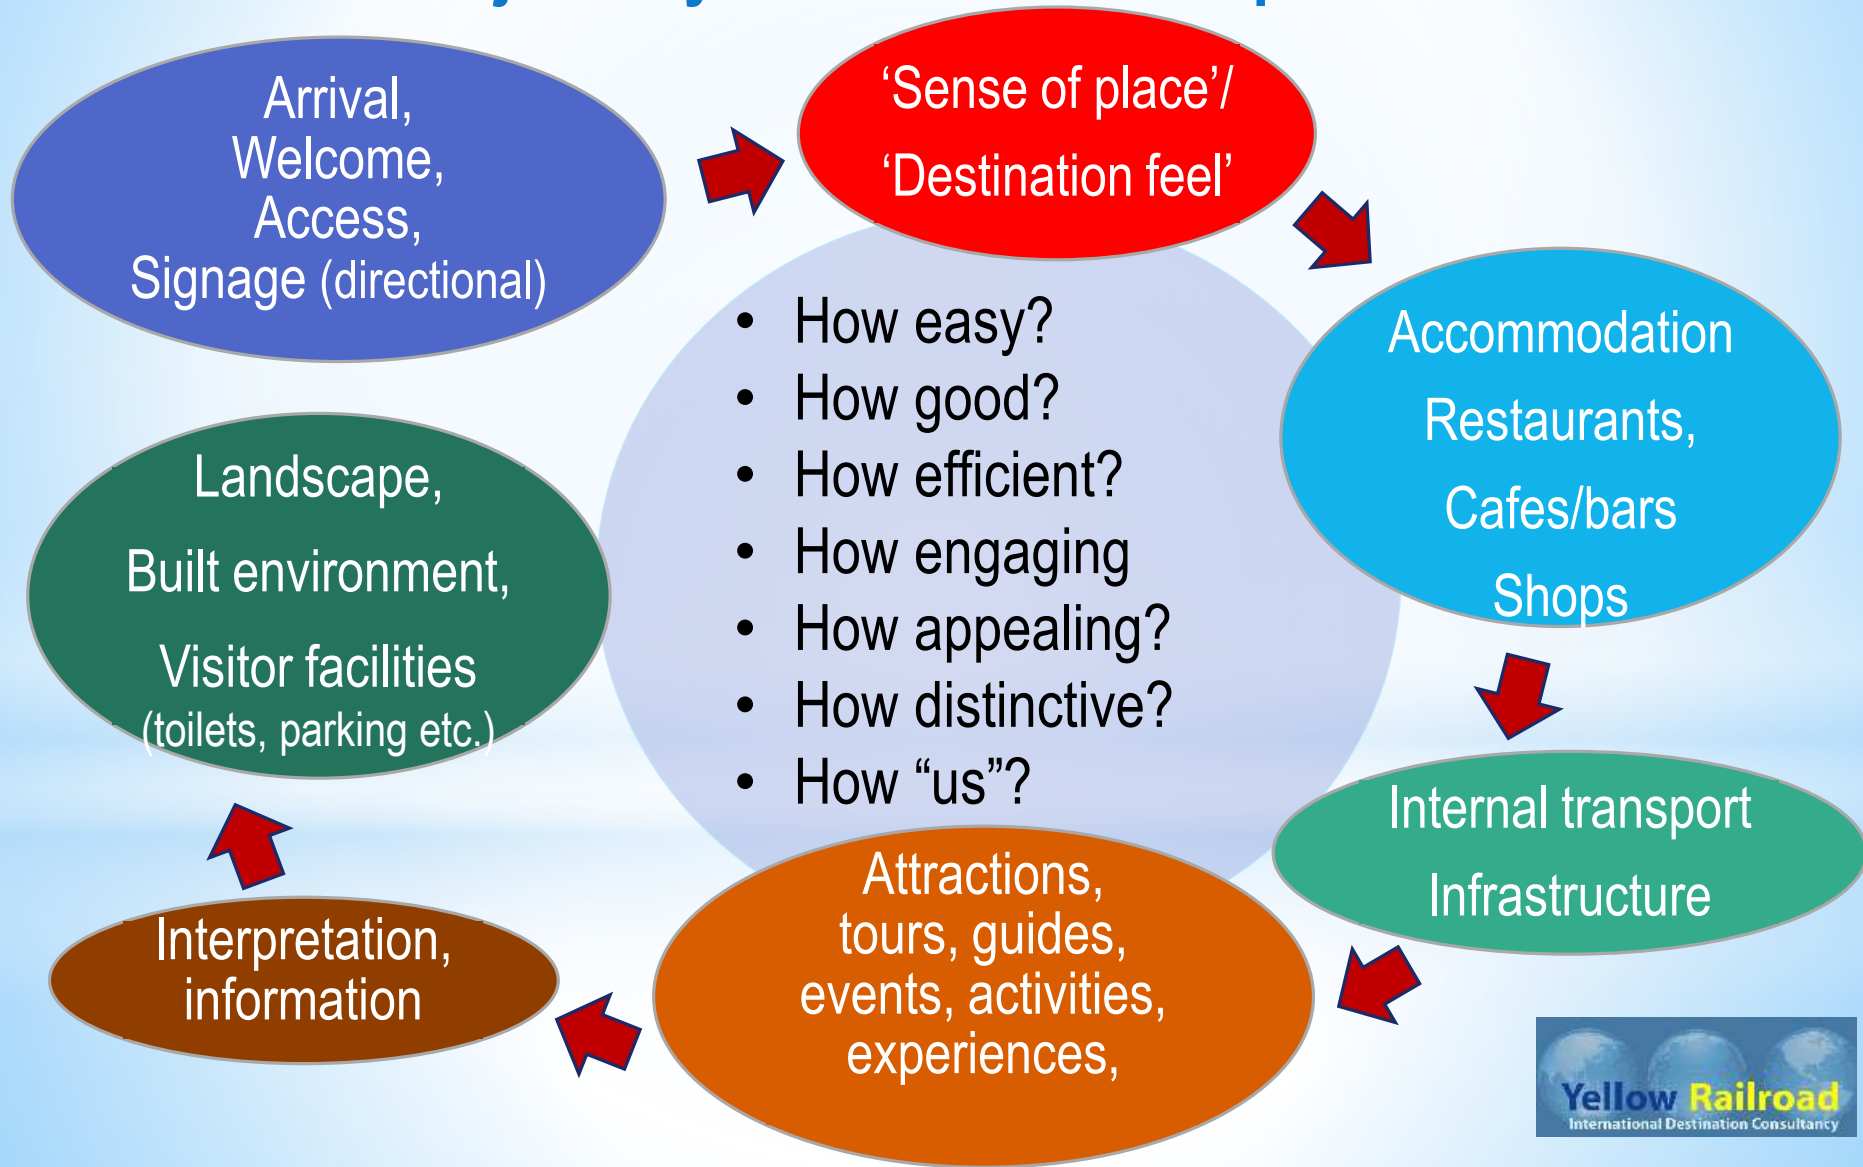 Arrival,
Welcome,
Access,
Signage (directional)
‘Sense of place’/
‘Destination feel’
Accommodation
Restaurants,
Cafes/bars
Shops
Internal transport
Infrastructure
Attractions,
tours, guides,
events, activities,
experiences,
Interpretation,
information
Landscape,
Built environment,
Visitor facilities
(toilets, parking etc.)
• How easy?
• How good?
• How efficient?
• How engaging
• How appealing?
• How distinctive?
• How “us”?
Yellow Railroad
International Destination Consultancy